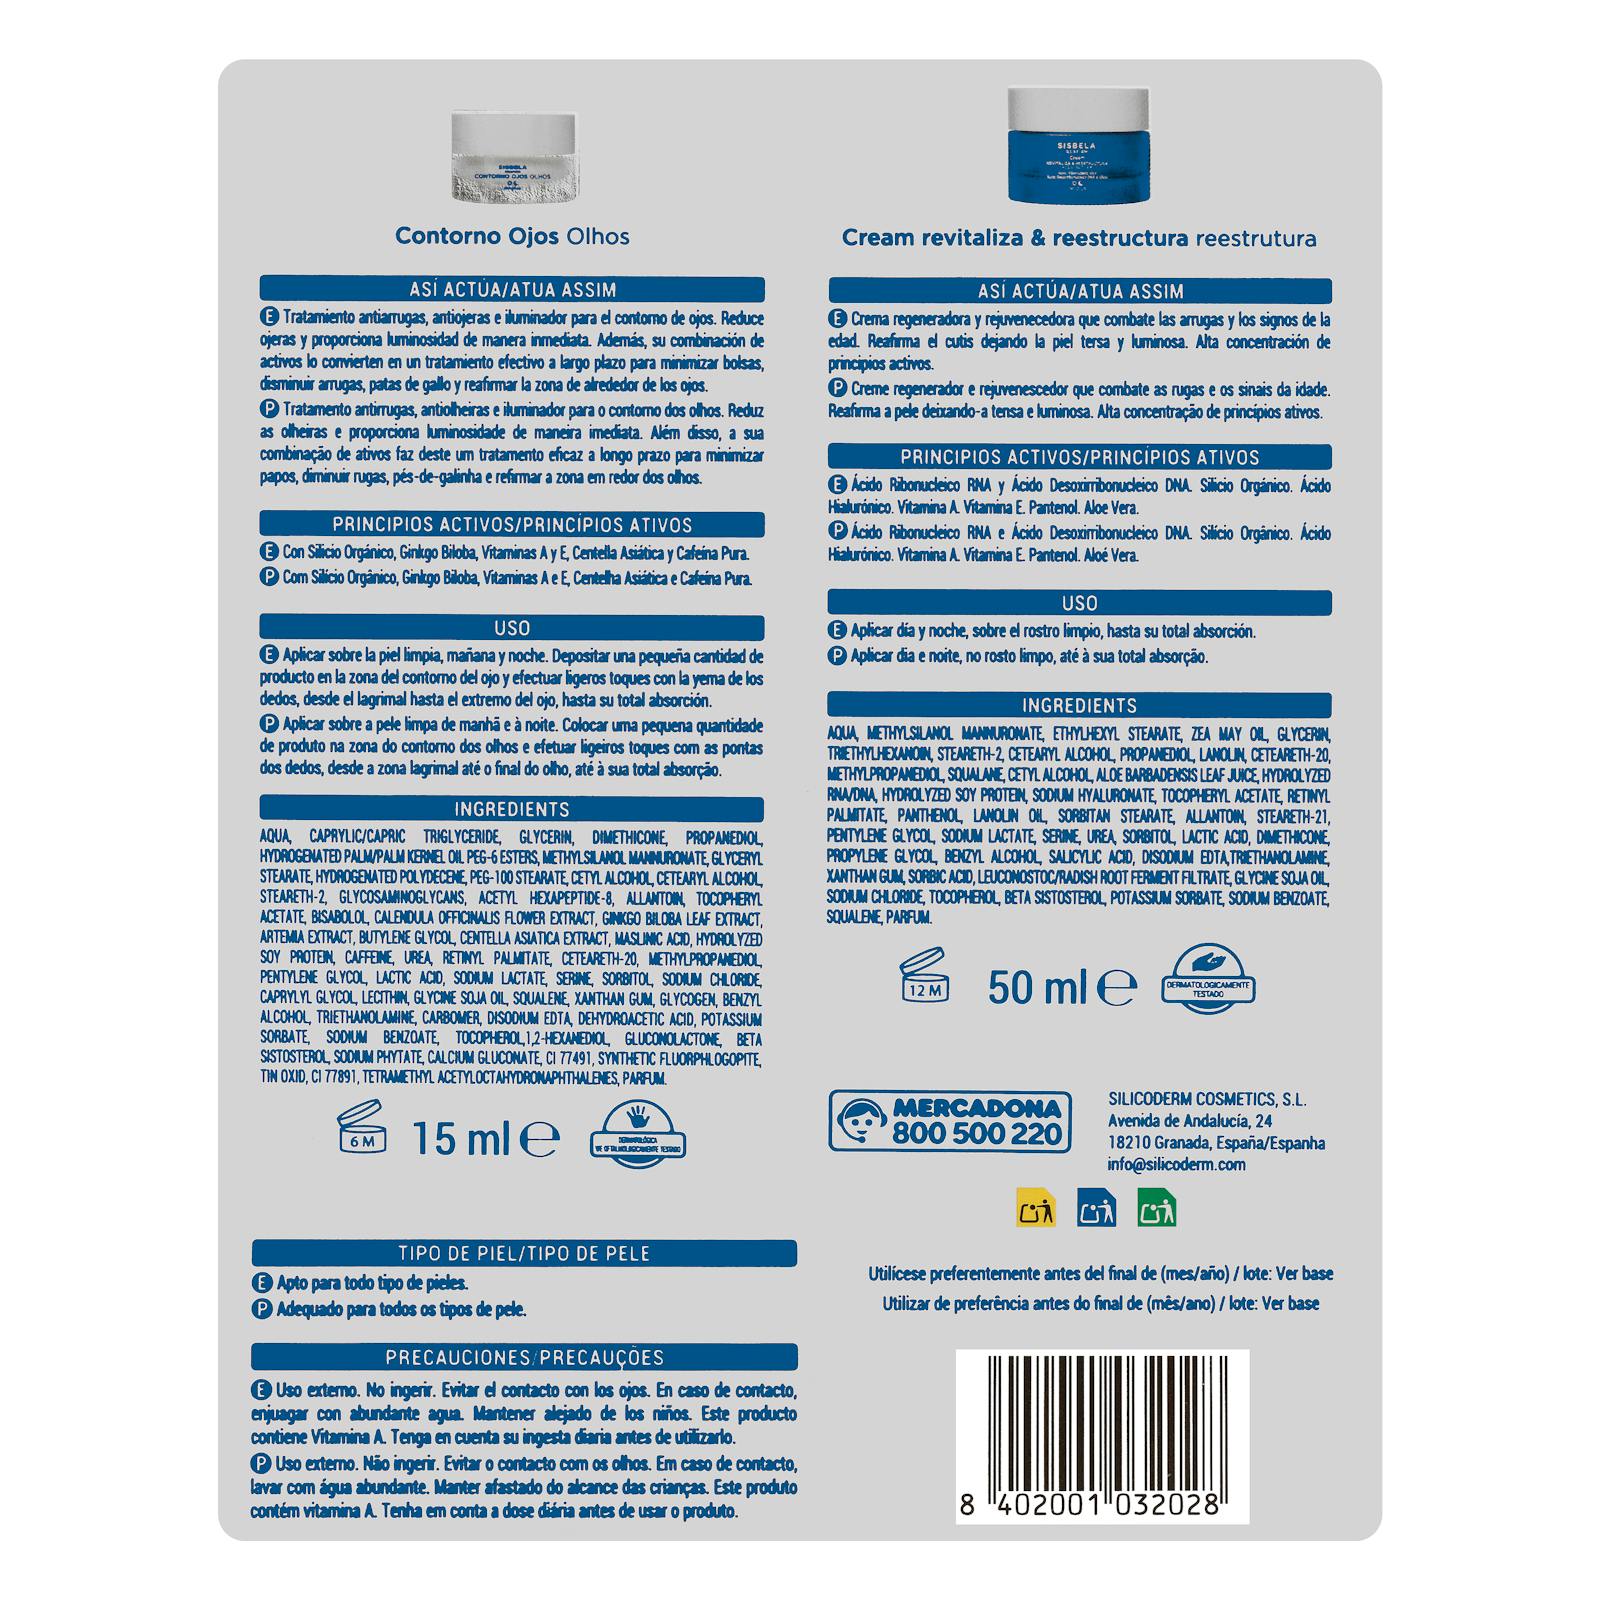 SISBELA
CONTORNO OJOS OLHOS
Contorno Ojos Olhos
ASÍ ACTÚA/ATUA ASSIM
E Tratamiento antiarrugas, antiojeras e iluminador para el contorno de ojos. Reduce
ojeras y proporciona luminosidad de manera inmediata. Además, su combinación de
activos lo convierten en un tratamiento efectivo a largo plazo para minimizar bolsas,
disminuir arrugas, patas de gallo y reafirmar la zona de alrededor de los ojos.
P Tratamento antirrugas, antiolheiras e iluminador para o contorno dos olhos. Reduz
as olheiras e proporciona luminosidade de maneira imediata. Além disso, a sua
combinação de ativos faz deste um tratamento eficaz a longo prazo para minimizar
papos, diminuir rugas, pés-de-galinha e refirmar a zona em redor dos olhos.
PRINCIPIOS ACTIVOS/PRINCÍPIOS ATIVOS
E Con Silicio Orgánico, Ginkgo Biloba, Vitaminas A y E, Centella Asiática y Cafeína Pura.
P Com Silício Orgânico, Ginkgo Biloba, Vitaminas A e E, Centelha Asiática e Cafeína Pura.
USO
E Aplicar sobre la piel limpia, mañana y noche. Depositar una pequeña cantidad de
producto en la zona del contorno del ojo y efectuar ligeros toques con la yema de los
dedos, desde el lagrimal hasta el extremo del ojo, hasta su total absorción.
P Aplicar sobre a pele limpa de manhã e à noite. Colocar uma pequena quantidade
de produto na zona do contorno dos olhos e efetuar ligeiros toques com as pontas
dos dedos, desde a zona lagrimal até o final do olho, até à sua total absorção.
INGREDIENTS
AQUA, CAPRYLIC/CAPRIC TRIGLYCERIDE, GLYCERIN, DIMETHICONE, PROPANEDIOL,
HYDROGENATED PALM/PALM KERNEL OIL PEG-6 ESTERS, METHYLSILANOL MANNURONATE, GLYCERYL
STEARATE, HYDROGENATED POLYDECENE, PEG-100 STEARATE, CETYL ALCOHOL, CETEARYL ALCOHOL,
STEARETH-2, GLYCOSAMINOGLYCANS, ACETYL HEXAPEPTIDE-8, ALLANTOIN, TOCOPHERYL
ACETATE, BISABOLOL, CALENDULA OFFICINALIS FLOWER EXTRACT, GINKGO BILOBA LEAF EXTRACT,
ARTEMIA EXTRACT, BUTYLENE GLYCOL, CENTELLA ASIATICA EXTRACT, MASLINIC ACID, HYDROLYZED
SOY PROTEIN, CAFFEINE, UREA, RETINYL PALMITATE, CETEARETH-20, METHYLPROPANEDIOL,
PENTYLENE GLYCOL, LACTIC ACID, SODIUM LACTATE, SERINE, SORBITOL, SODIUM CHLORIDE,
CAPRYLYL GLYCOL, LECITHIN, GLYCINE SOJA OIL, SQUALENE, XANTHAN GUM, GLYCOGEN, BENZYL
ALCOHOL, TRIETHANOLAMINE, CARBOMER, DISODIUM EDTA, DEHYDROACETIC ACID, POTASSIUM
SORBATE, SODIUM BENZOATE, TOCOPHEROL,1,2-HEXANEDIOL, GLUCONOLACTONE, BETA
SISTOSTEROL, SODIUM PHYTATE, CALCIUM GLUCONATE, CI 77491, SYNTHETIC FLUORPHLOGOPITE,
TIN OXID, CI 77891, TETRAMETHYL ACETYLOCTAHYDRONAPHTHALENES, PARFUM.
6 M
15 ml e
TIPO DE PIEL/TIPO DE PELE
E Apto para todo tipo de pieles.
P Adequado para todos os tipos de pele.
PRECAUCIONES/PRECAUÇÕES
E Uso externo. No ingerir. Evitar el contacto con los ojos. En caso de contacto,
enjuagar con abundante agua. Mantener alejado de los niños. Este producto
contiene Vitamina A. Tenga en cuenta su ingesta diaria antes de utilizarlo.
P Uso externo. Não ingerir. Evitar o contacto com os olhos. Em caso de contacto,
lavar com água abundante. Manter afastado do alcance das crianças. Este produto
contém vitamina A. Tenha em conta a dose diária antes de usar o produto.
SISBELA
Cream
Cream revitaliza & reestructura reestrutura
ASÍ ACTÚA/ATUA ASSIM
E Crema regeneradora y rejuvenecedora que combate las arrugas y los signos de la
edad. Reafirma el cutis dejando la piel tersa y luminosa. Alta concentración de
principios activos.
P Creme regenerador e rejuvenescedor que combate as rugas e os sinais da idade.
Reafirma a pele deixando-a tensa e luminosa. Alta concentração de princípios ativos.
PRINCIPIOS ACTIVOS/PRINCÍPIOS ATIVOS
E Ácido Ribonucleico RNA y Ácido Desoxirribonucleico DNA. Silicio Orgánico. Ácido
Hialurónico. Vitamina A. Vitamina E. Pantenol. Aloe Vera.
P Ácido Ribonucleico RNA e Ácido Desoxirribonucleico DNA. Silício Orgânico. Ácido
Hialurónico. Vitamina A. Vitamina E. Pantenol. Aloé Vera.
USO
E Aplicar día y noche, sobre el rostro limpio, hasta su total absorción.
P Aplicar dia e noite, no rosto limpo, até à sua total absorção.
INGREDIENTS
AQUA, METHYLSILANOL MANNURONATE, ETHYLHEXYL STEARATE, ZEA MAY OIL, GLYCERIN,
TRIETHYLHEXANOIN, STEARETH-2, CETEARYL ALCOHOL, PROPANEDIOL, LANOLIN, CETEARETH-20,
METHYLPROPANEDIOL, SQUALANE, CETYL ALCOHOL, ALOE BARBADENSIS LEAF JUICE, HYDROLYZED
RNA/DNA, HYDROLYZED SOY PROTEIN, SODIUM HYALURONATE, TOCOPHERYL ACETATE, RETINYL
PALMITATE, PANTHENOL, LANOLIN OIL, SORBITAN STEARATE, ALLANTOIN, STEARETH-21,
PENTYLENE GLYCOL, SODIUM LACTATE, SERINE, UREA, SORBITOL, LACTIC ACID, DIMETHICONE,
PROPYLENE GLYCOL, BENZYL ALCOHOL, SALICYLIC ACID, DISODIUM EDTA,TRIETHANOLAMINE,
XANTHAN GUM, SORBIC ACID, LEUCONOSTOC/RADISH ROOT FERMENT FILTRATE, GLYCINE SOJA OIL,
SODIUM CHLORIDE, TOCOPHEROL, BETA SISTOSTEROL, POTASSIUM SORBATE, SODIUM BENZOATE,
SQUALENE, PARFUM.
12 M
50 ml e
DERMATOLOGICAMENTE
TESTADO
MERCADONA
800 500 220
SILICODERM COSMETICS, S.L.
Avenida de Andalucía, 24
18210 Granada, España/Espanha
info@silicoderm.com
Utilícese preferentemente antes del final de (mes/año) / lote: Ver base
Utilizar de preferência antes do final de (mês/ano) / lote: Ver base
8 402001 032028